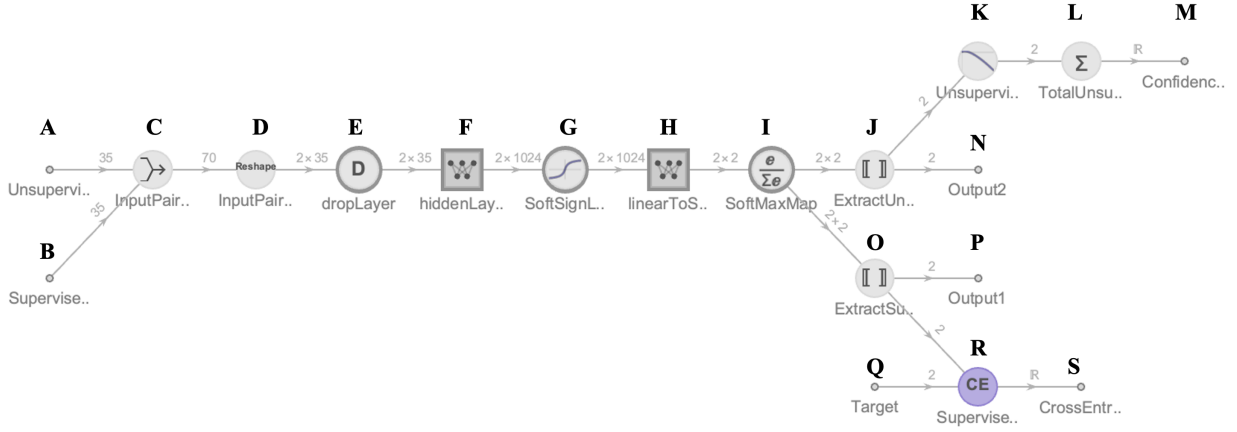 K L M
2 ℝ
Unsupervi.. TotalUnsu.. Confidenc..
Σ
2
A C D E F G H I J N
35 70 2×35 2×35 2×1024 2×1024 2×2 2×2 2
Reshape D e Σe [ ]
Unsupervi.. InputPair.. InputPair.. dropLayer hiddenLay.. SoftSignL.. linearToS.. SoftMaxMap ExtractUn.. Output2
35
2×2
B O P
2
[ ]
Supervise.. ExtractSu.. Output1
2
Q R S
2 CE ℝ
Target Supervise.. CrossEntr..